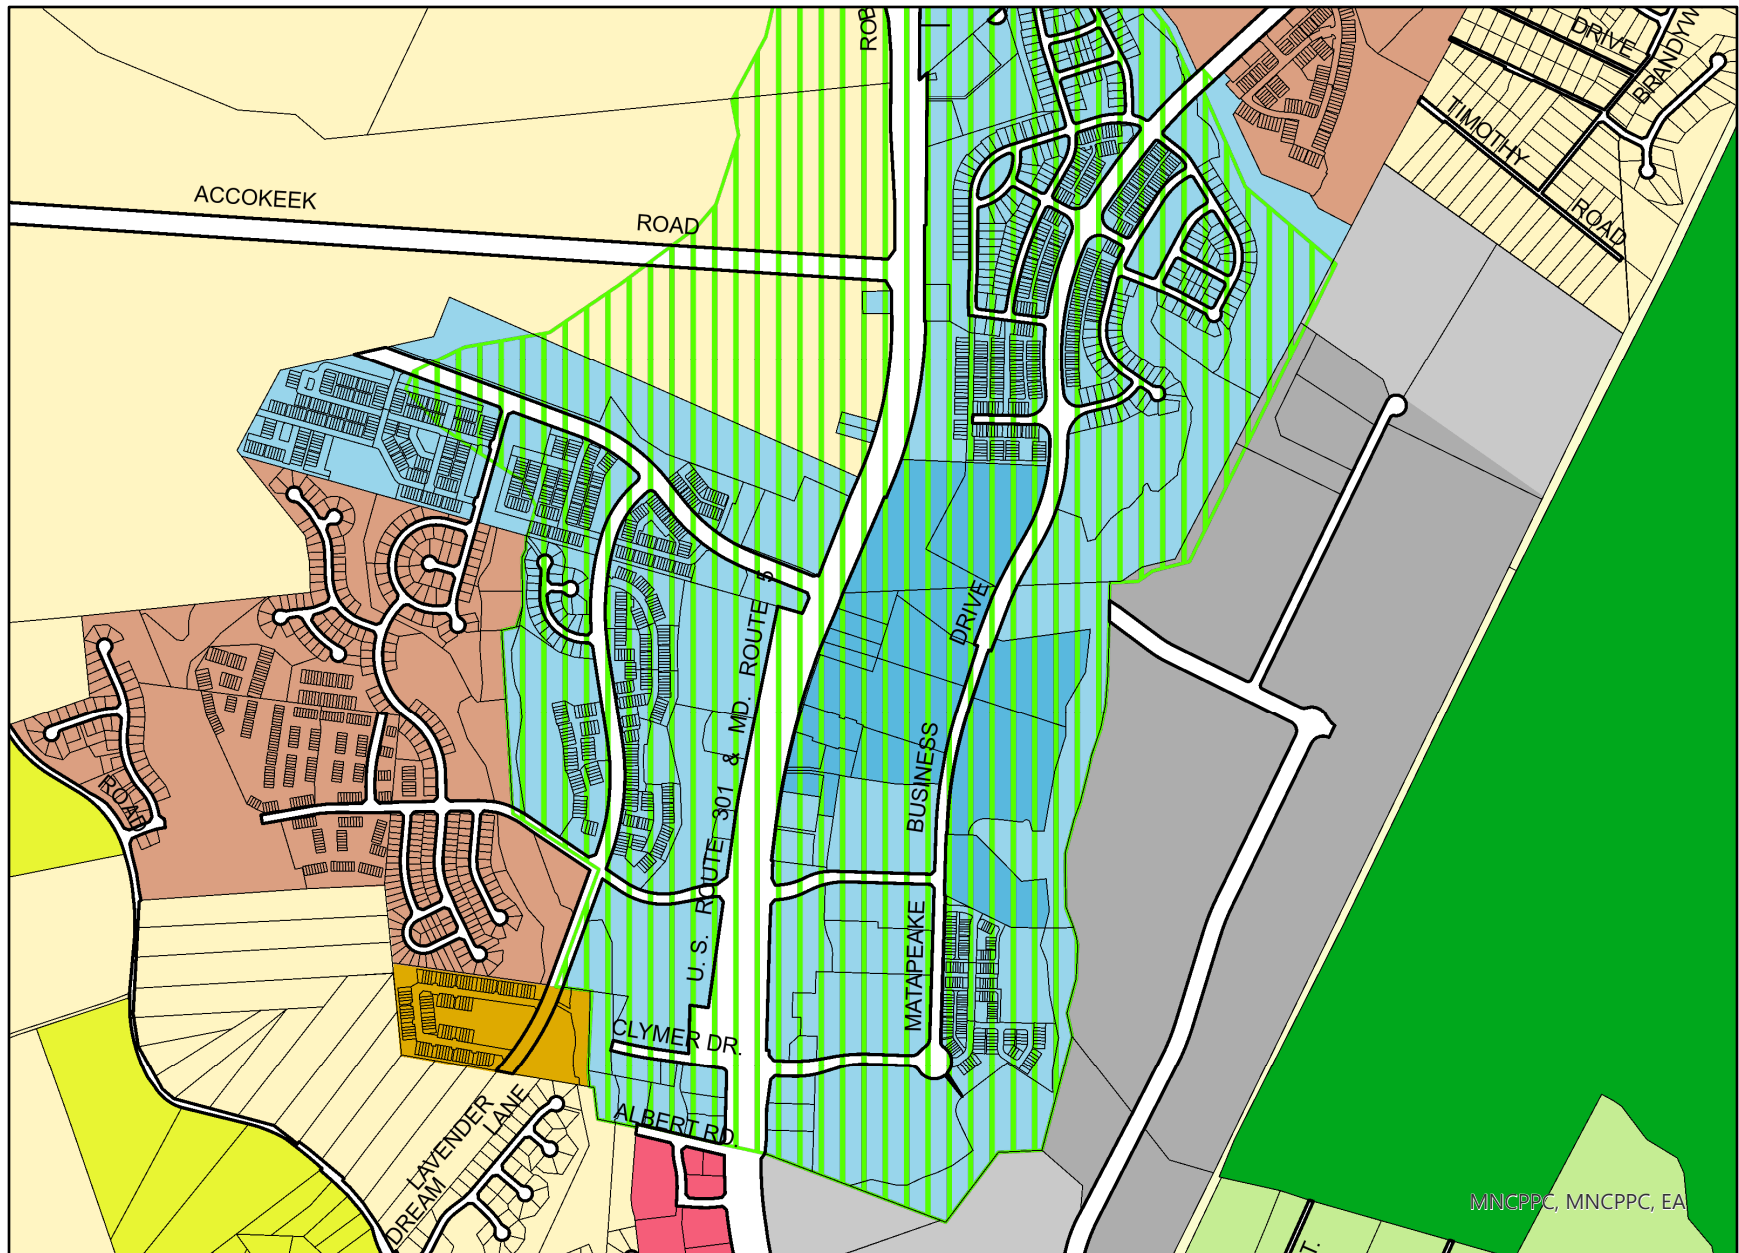 ROB
DRIVE
BRANDYW
TIMOTHY
ROAD
ACCOKEEK
ROAD
DRIVE
U. S. ROUTE 301 & MD. ROUTE 5
BUSINESS
ROAD
MATAPEAKE
CLYMER DR.
ALBERT RD.
LAVENDER
DREAM LANE
MNCPPC, MNCPPC, EA
T.